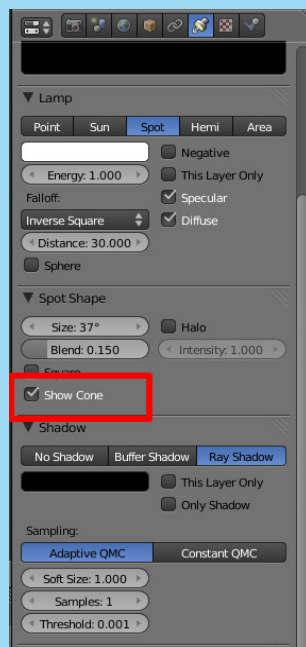 Lamp
Point Sun Spot Hemi Area
Negative
Energy: 1.000 This Layer Only
Falloff: Specular
Inverse Square Diffuse
Distance: 30.000
Sphere
Spot Shape
Size: 37° Halo
Blend: 0.150 Intensity: 1.000
Square
Show Cone
Shadow
No Shadow Buffer Shadow Ray Shadow
This Layer Only
Only Shadow
Sampling:
Adaptive QMC Constant QMC
Soft Size: 1.000
Samples: 1
Threshold: 0.001